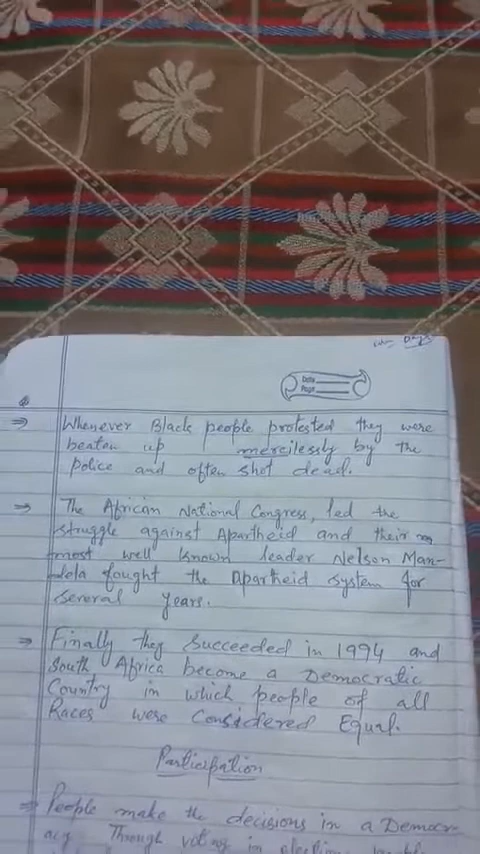 Date
Page
⇒ Whenever Black people protested they were
beaten up mercilessly by the
police and often shot dead.
⇒ The African National Congress, led the
struggle against Apartheid and their
most well known leader Nelson Man-
dela fought the Apartheid system for
several years.
⇒ Finally they succeeded in 1994 and
South Africa become a Democratic
Country in which people of all
Races were Considered Equal.
Participation
⇒ People make the decisions in a Democr-
acy. Through voting in